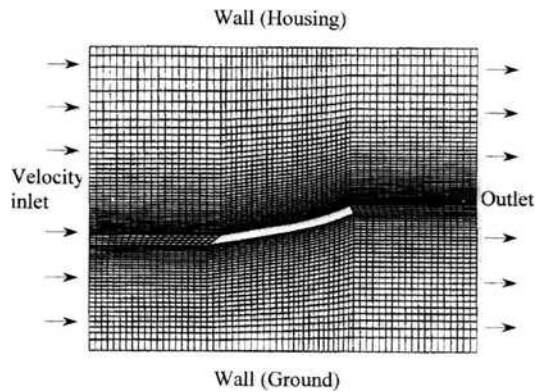 Wall (Housing)
Velocity
inlet
Outlet
Wall (Ground)